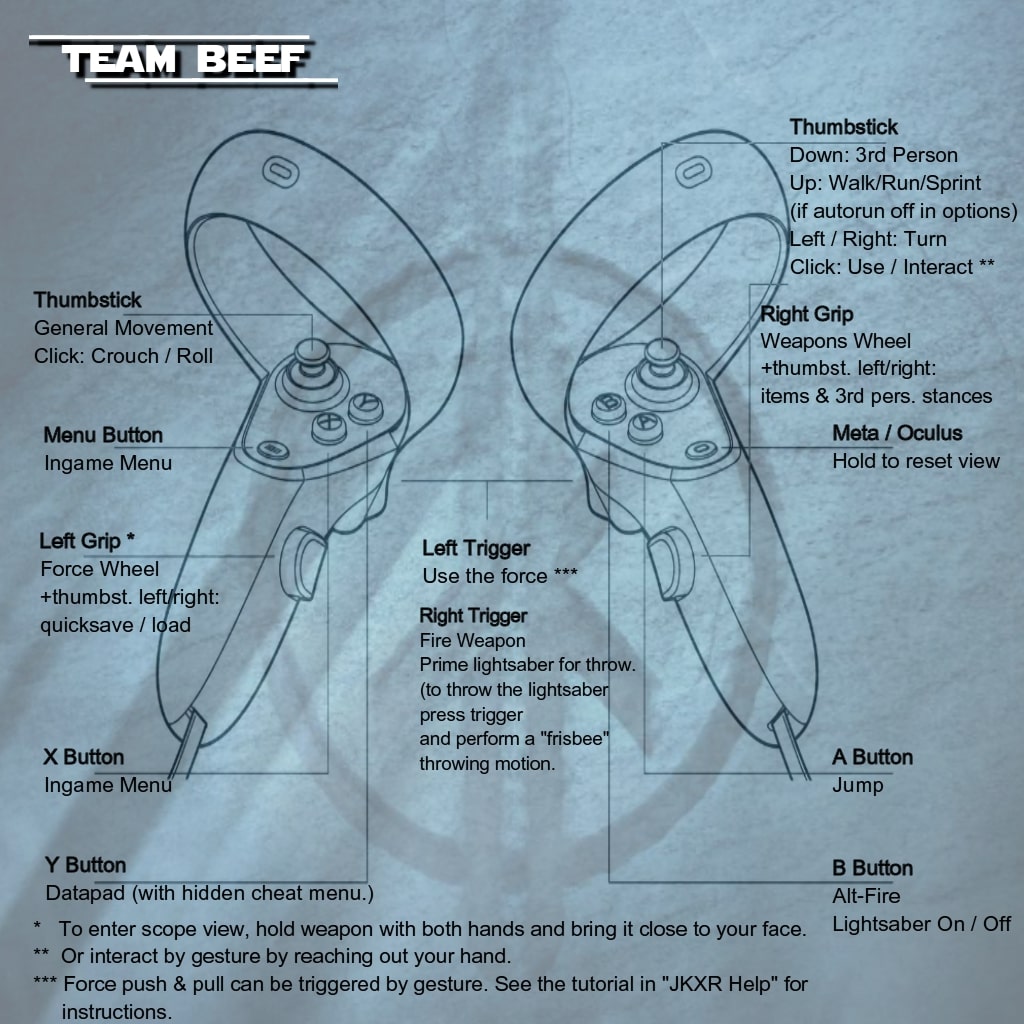 TEAM BEEF
Thumbstick
Down: 3rd Person
Up: Walk/Run/Sprint
(if autorun off in options)
Left / Right: Turn
Click: Use / Interact **
Thumbstick
General Movement
Click: Crouch / Roll
Right Grip
Weapons Wheel
+thumbst. left/right:
items & 3rd pers. stances
Menu Button
Ingame Menu
Meta / Oculus
Hold to reset view
Y
X
B
A
Left Grip *
Force Wheel
+thumbst. left/right:
quicksave / load
Left Trigger
Use the force ***
Right Trigger
Fire Weapon
Prime lightsaber for throw.
(to throw the lightsaber
press trigger
and perform a "frisbee"
throwing motion.
X Button
Ingame Menu
A Button
Jump
Y Button
Datapad (with hidden cheat menu.)
B Button
Alt-Fire
Lightsaber On / Off
* To enter scope view, hold weapon with both hands and bring it close to your face.
** Or interact by gesture by reaching out your hand.
*** Force push & pull can be triggered by gesture. See the tutorial in "JKXR Help" for
instructions.